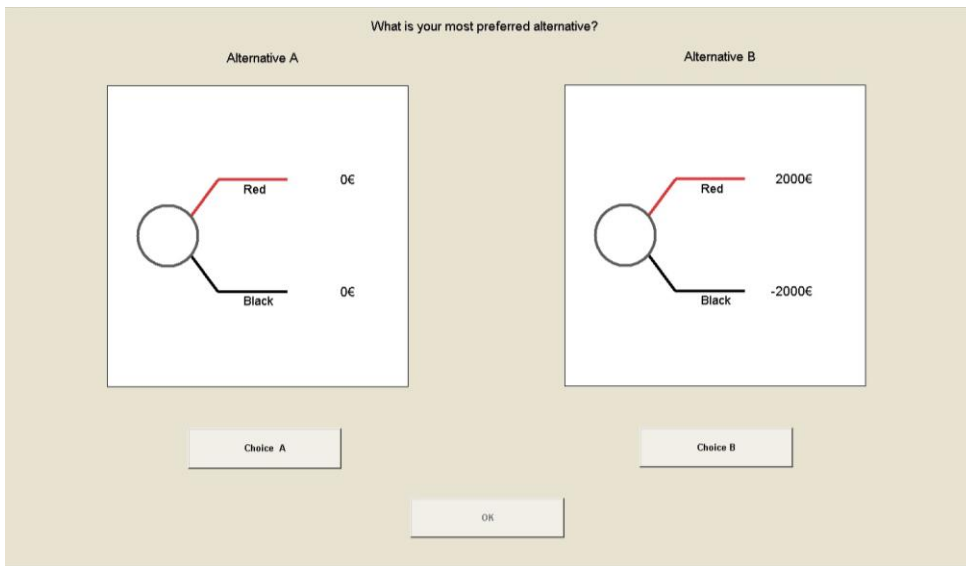 What is your most preferred alternative?
Alternative A
Alternative B
Red
0€
Black
0€
Red
2000€
Black
-2000€
Choice A
Choice B
OK